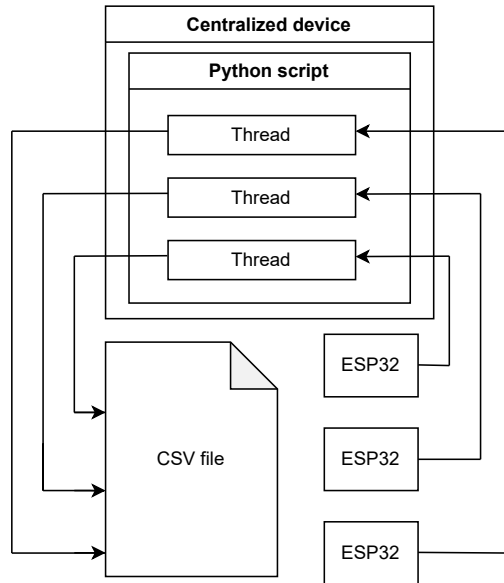 Centralized device
Python script
Thread
Thread
Thread
ESP32
CSV file
ESP32
ESP32